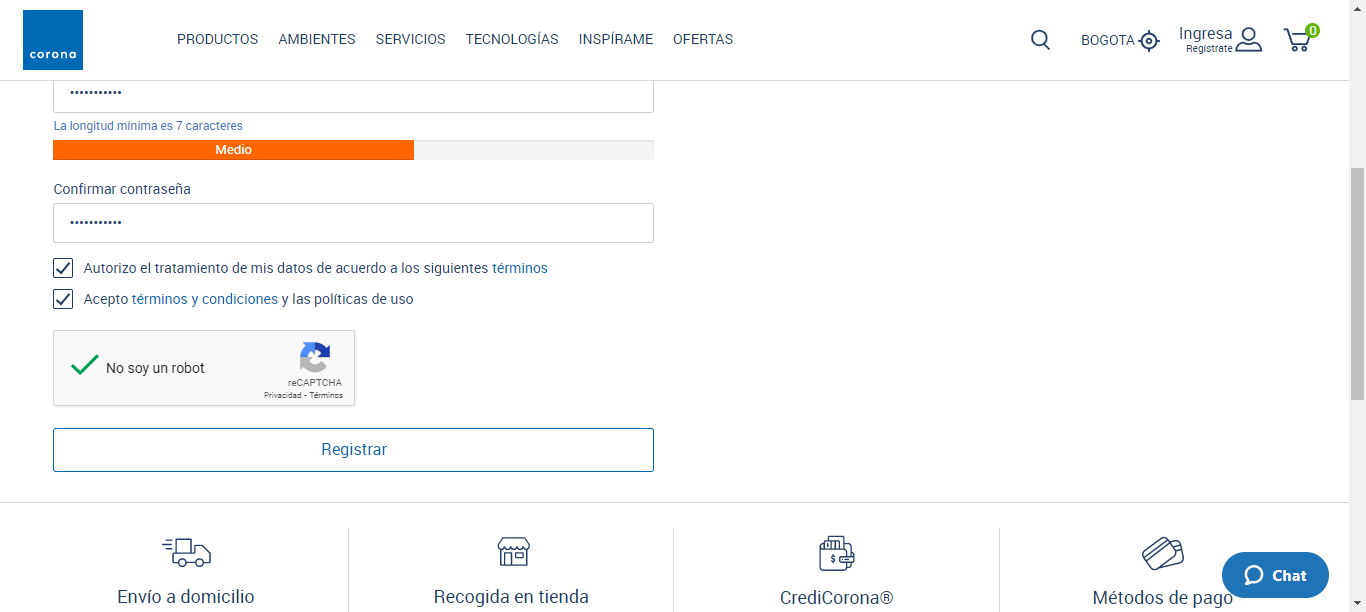 corona
PRODUCTOS AMBIENTES SERVICIOS TECNOLOGÍAS INSPÍRAME OFERTAS
BOGOTA
Ingresa
Regístrate
0
•••••••••••
La longitud mínima es 7 caracteres
Medio
Confirmar contraseña
•••••••••••
Autorizo el tratamiento de mis datos de acuerdo a los siguientes términos
Acepto términos y condiciones y las políticas de uso
No soy un robot
reCAPTCHA
Privacidad - Términos
Registrar
Envío a domicilio
Recogida en tienda
CrediCorona®
Métodos de pago
Chat